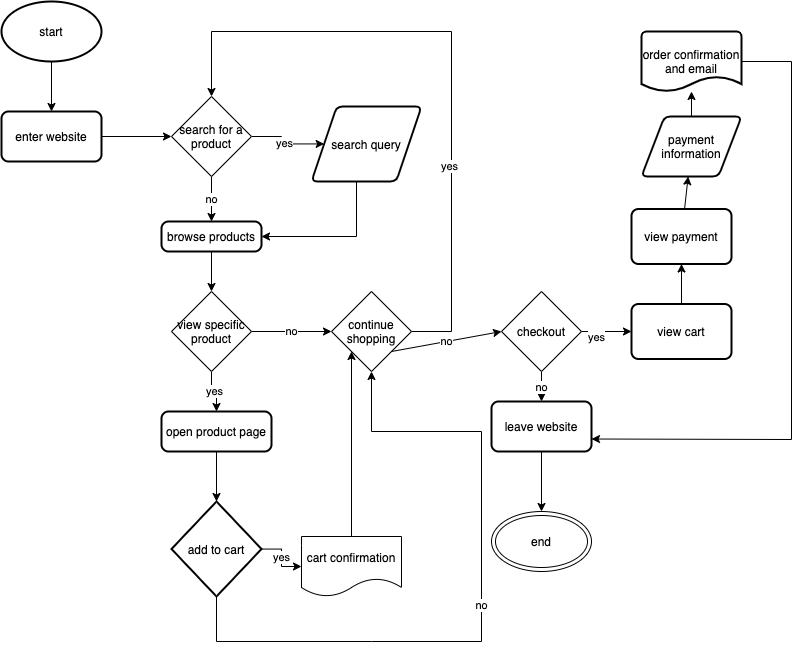 start
enter website
search for a
product
yes
search query
no
browse products
yes
view specific
product
no
continue
shopping
no
checkout
yes
view cart
view payment
payment
information
order confirmation
and email
yes
open product page
no
leave website
add to cart
yes
cart confirmation
end
no